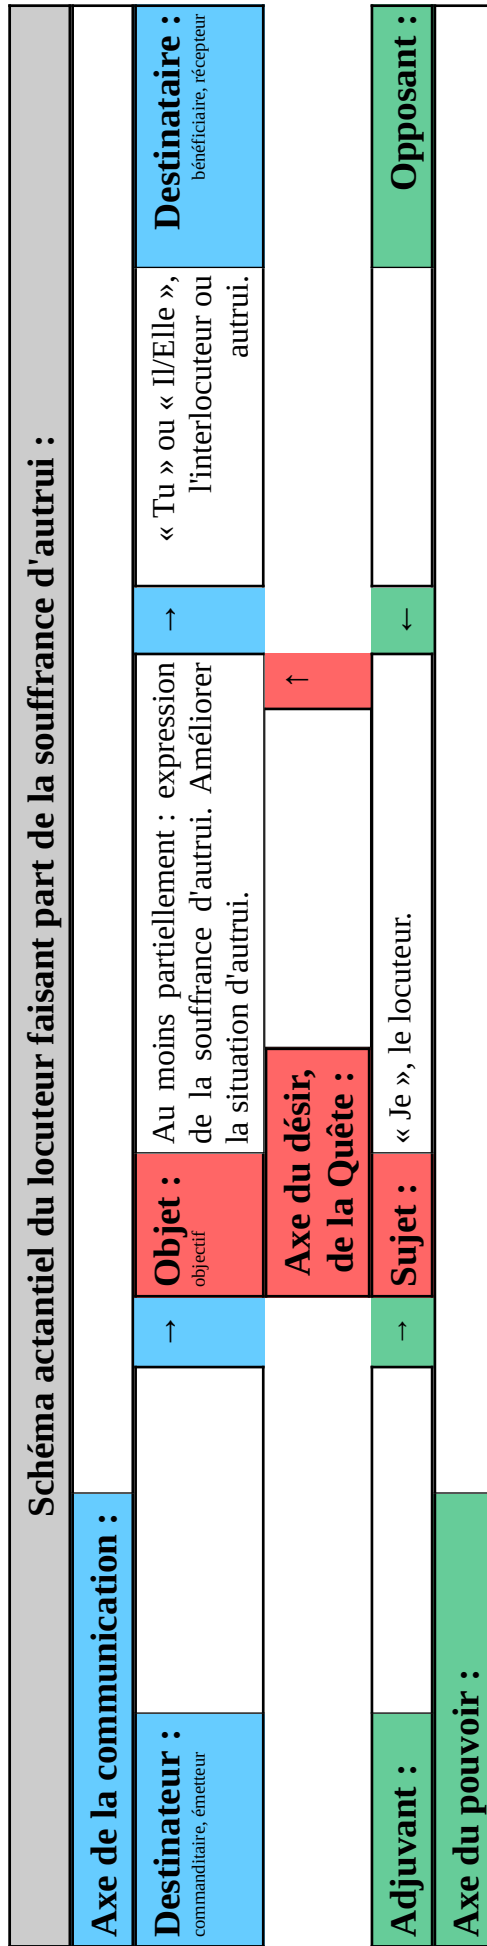 Schéma actantiel du locuteur faisant part de la souffrance d'autrui :
Axe de la communication :
Destinateur :
commanditaire, émetteur
→
Objet :
objectif
Au moins partiellement : expression
de la souffrance d'autrui. Améliorer
la situation d'autrui.
→
« Tu » ou « Il/Elle »,
l'interlocuteur ou
autrui.
Destinataire :
bénéficiaire, récepteur
Axe du désir,
de la Quête :
↑
Adjuvant :
→
Sujet :
« Je », le locuteur.
←
Opposant :
Axe du pouvoir :